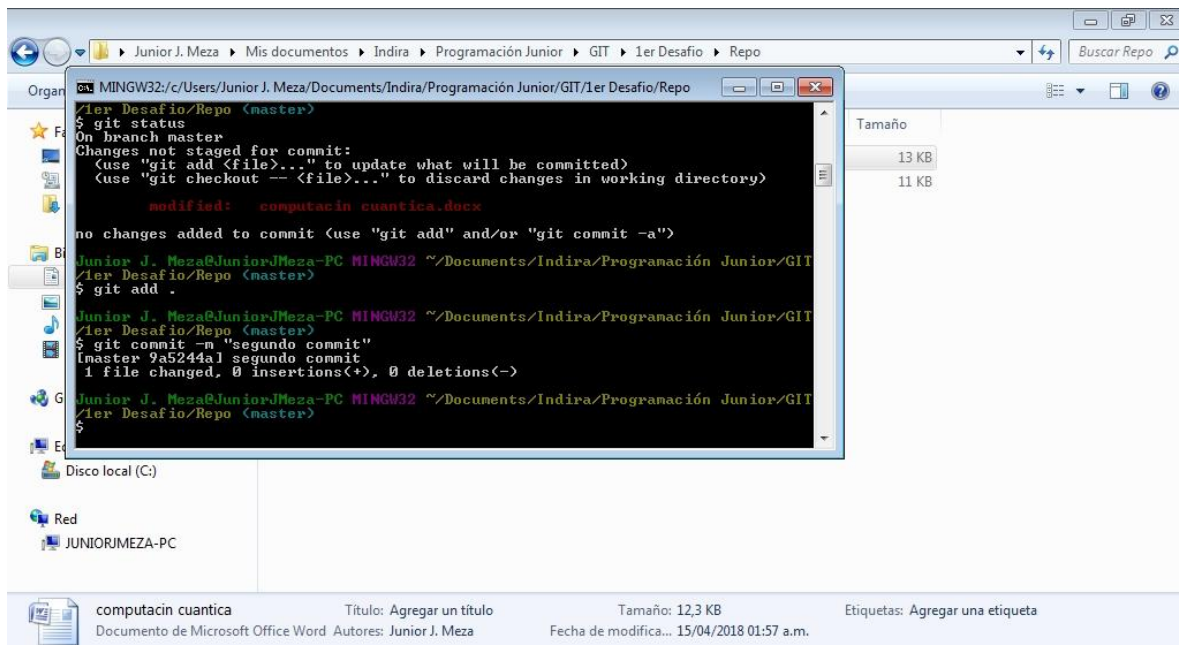 Junior J. Meza ▸ Mis documentos ▸ Indira ▸ Programación Junior ▸ GIT ▸ 1er Desafio ▸ Repo
Buscar Repo
Organ
MINGW32:/c/Users/Junior J. Meza/Documents/Indira/Programación Junior/GIT/1er Desafio/Repo
/1er Desafio/Repo (master)
$ git status
On branch master
Changes not staged for commit:
(use "git add <file>..." to update what will be committed)
(use "git checkout -- <file>..." to discard changes in working directory)
modified: computacin cuantica.docx
no changes added to commit (use "git add" and/or "git commit -a")
Junior J. Meza@JuniorJMeza-PC MINGW32 ~/Documents/Indira/Programación Junior/GIT
/1er Desafio/Repo (master)
$ git add .
Junior J. Meza@JuniorJMeza-PC MINGW32 ~/Documents/Indira/Programación Junior/GIT
/1er Desafio/Repo (master)
$ git commit -m "segundo commit"
[master 9a5244a] segundo commit
1 file changed, 0 insertions(+), 0 deletions(-)
Junior J. Meza@JuniorJMeza-PC MINGW32 ~/Documents/Indira/Programación Junior/GIT
/1er Desafio/Repo (master)
$
Tamaño
13 KB
11 KB
Fa
Bi
G
Ec
Disco local (C:)
Red
JUNIORJMEZA-PC
computacin cuantica
Título: Agregar un título
Tamaño: 12,3 KB
Etiquetas: Agregar una etiqueta
Documento de Microsoft Office Word
Autores: Junior J. Meza
Fecha de modifica... 15/04/2018 01:57 a.m.